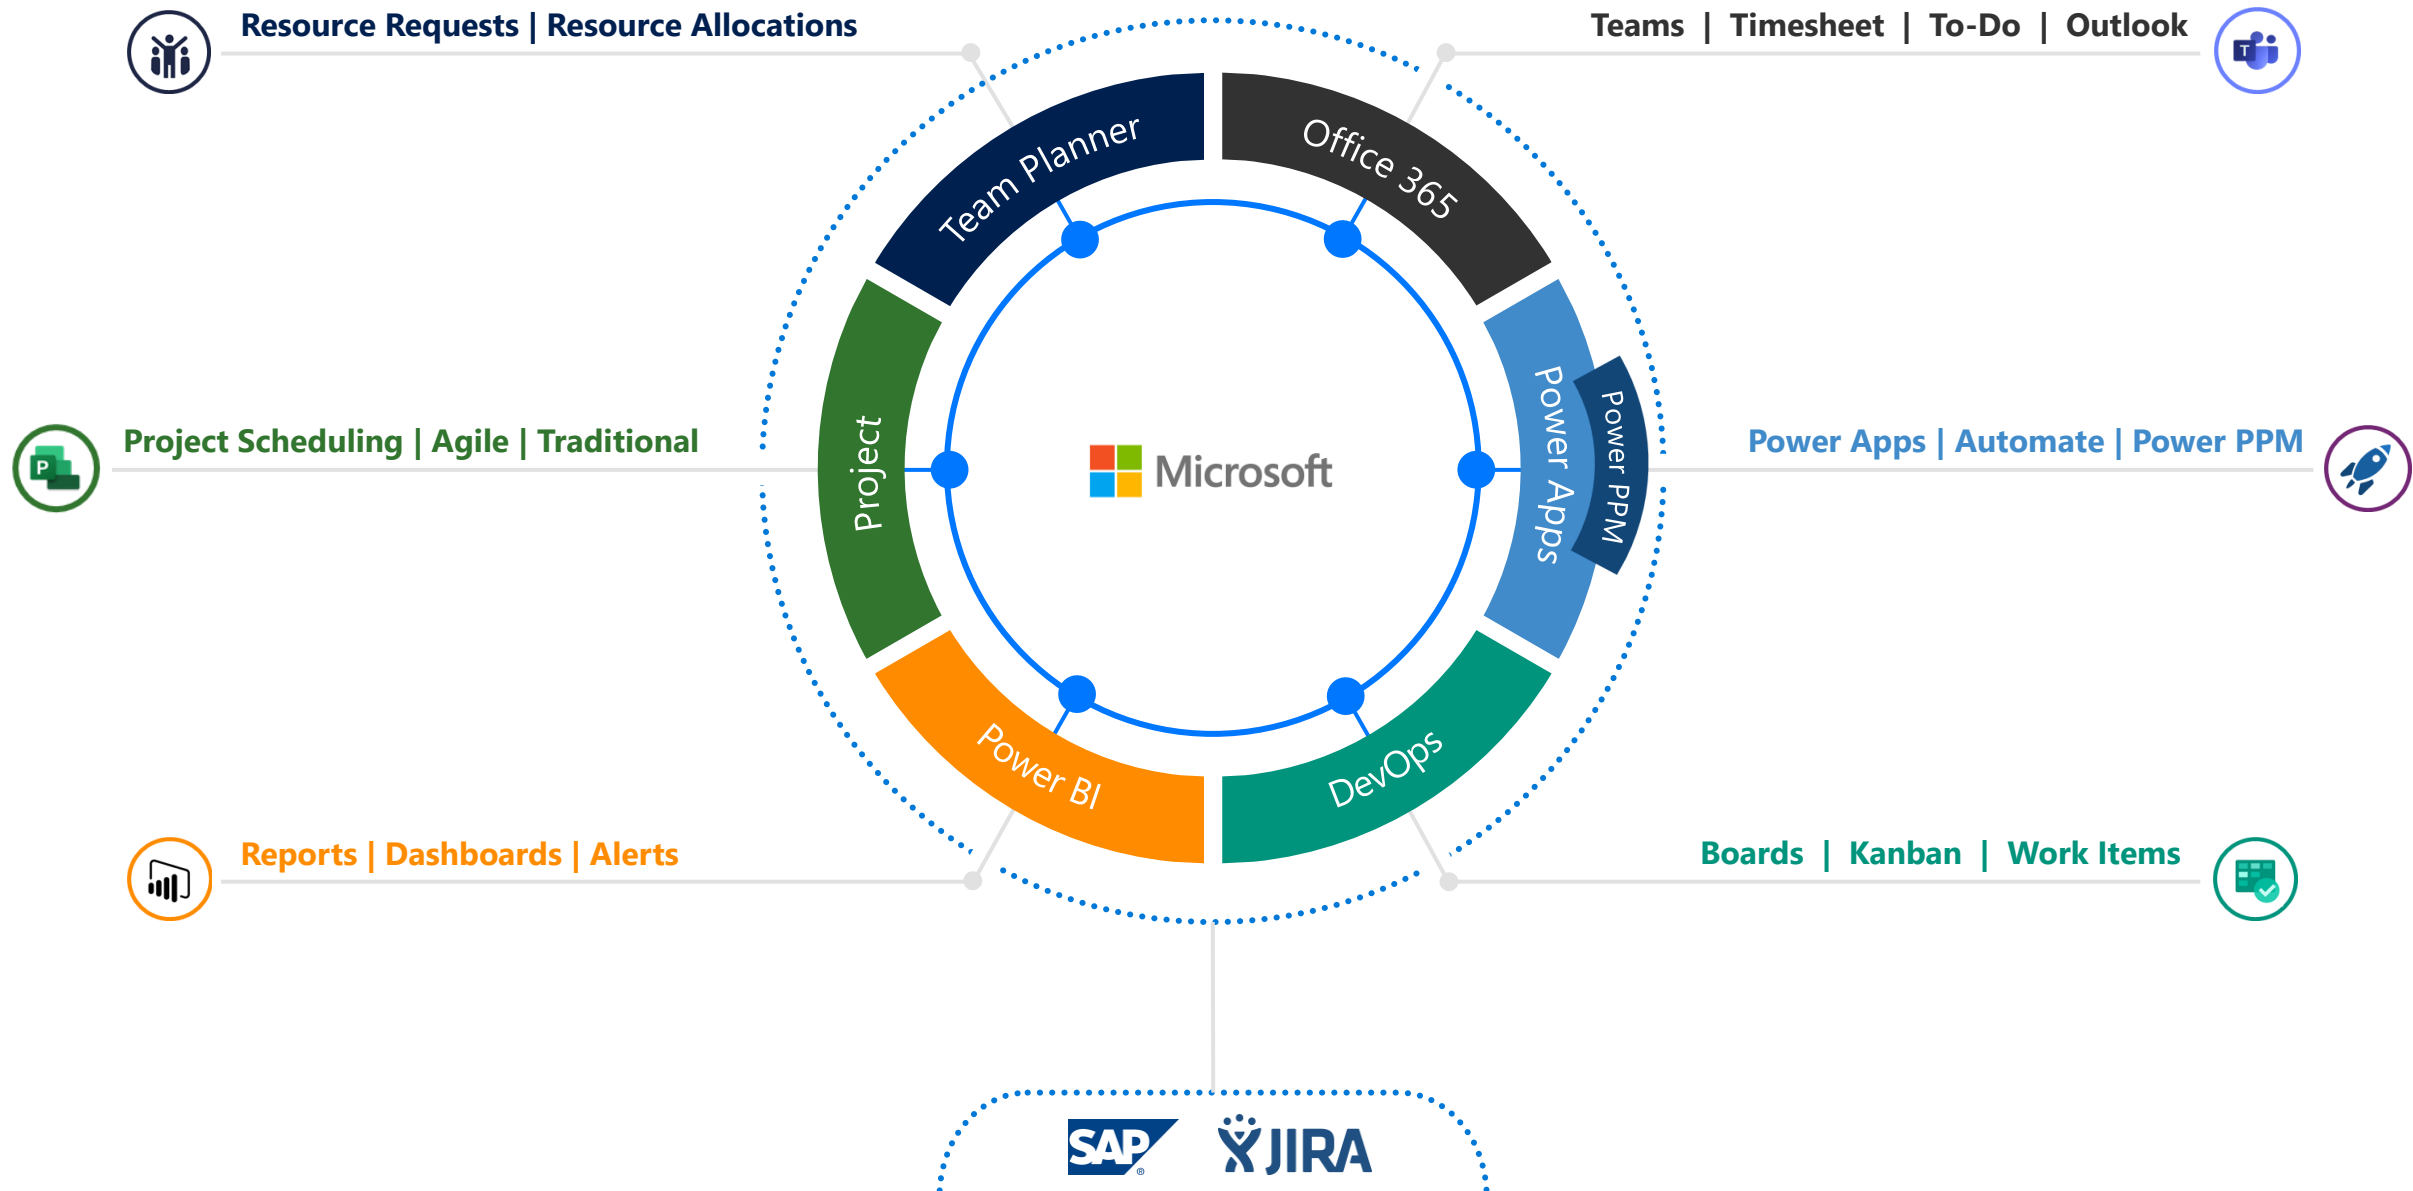 Resource Requests | Resource Allocations
Teams | Timesheet | To-Do | Outlook
T
Team Planner
Office 365
Project Scheduling | Agile | Traditional
P
Project
Microsoft
Power Apps
Power PPM
Power Apps | Automate | Power PPM
Power BI
DevOps
Reports | Dashboards | Alerts
Boards | Kanban | Work Items
SAP®
JIRA